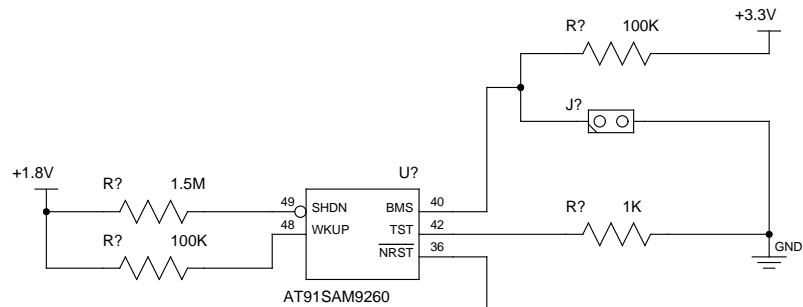 +3.3V
R? 100K
J?
+1.8V
U?
R? 1.5M
49 SHDN BMS 40
R? 1K
48 WKUP TST 42
R? 100K
NRST 36
GND
AT91SAM9260